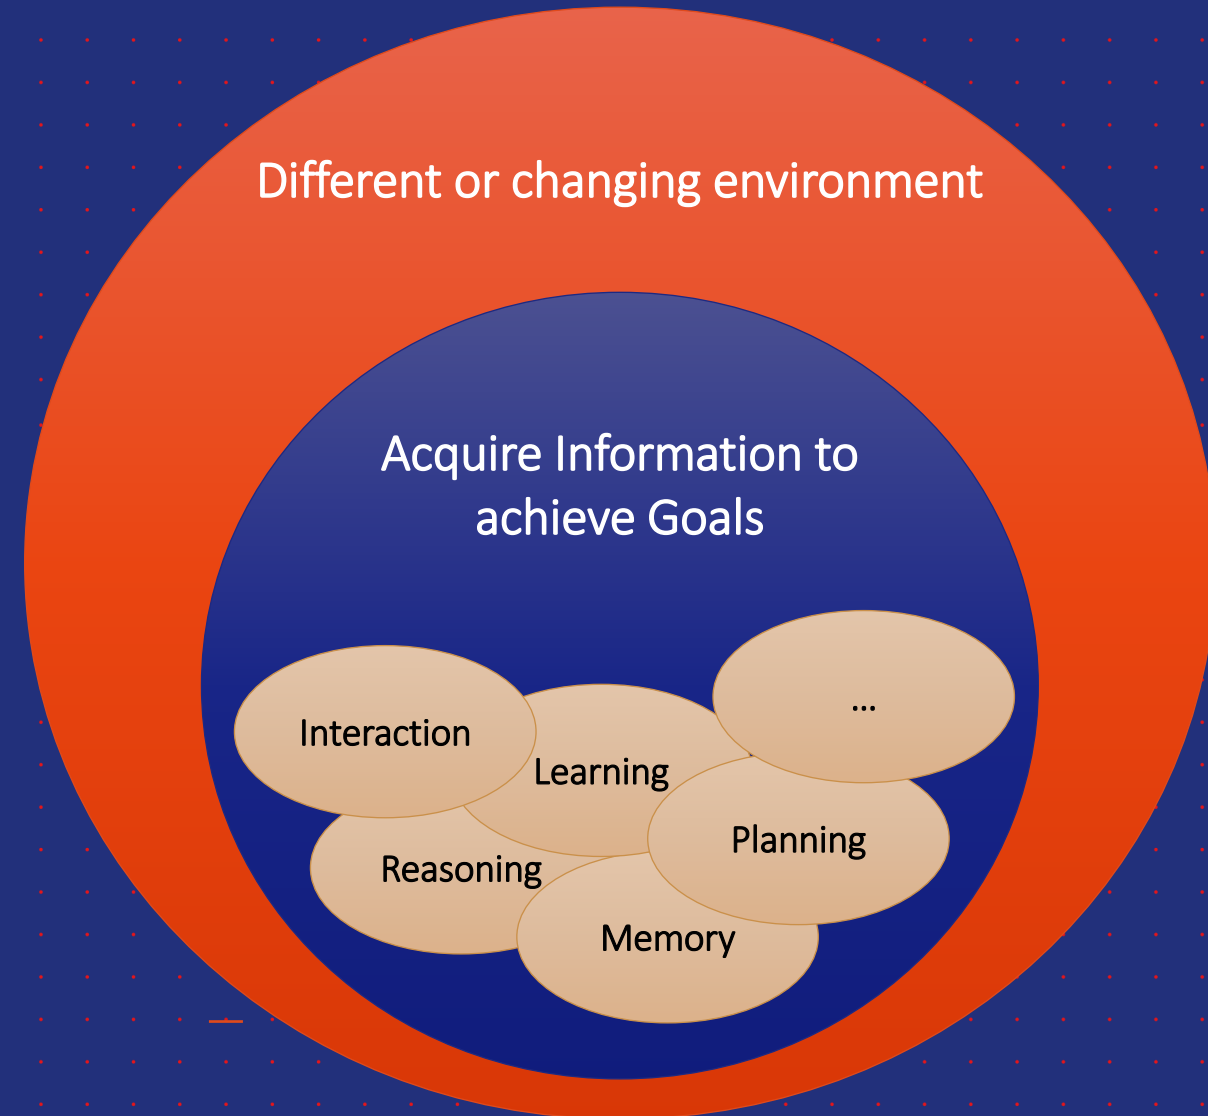 Different or changing environment
Acquire Information to
achieve Goals
...
Interaction
Learning
Planning
Reasoning
Memory